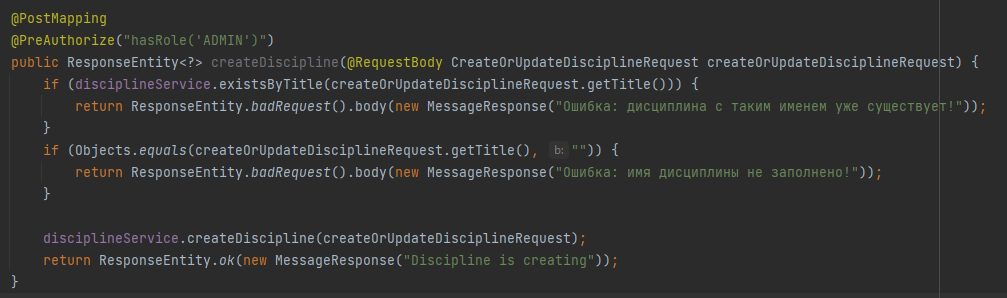 @PostMapping
@PreAuthorize("hasRole('ADMIN')")
public ResponseEntity<?> createDiscipline(@RequestBody CreateOrUpdateDisciplineRequest createOrUpdateDisciplineRequest) {
    if (disciplineService.existsByTitle(createOrUpdateDisciplineRequest.getTitle())) {
        return ResponseEntity.badRequest().body(new MessageResponse("Ошибка: дисциплина с таким именем уже существует!"));
    }
    if (Objects.equals(createOrUpdateDisciplineRequest.getTitle(), b: "")) {
        return ResponseEntity.badRequest().body(new MessageResponse("Ошибка: имя дисциплины не заполнено!"));
    }

    disciplineService.createDiscipline(createOrUpdateDisciplineRequest);
    return ResponseEntity.ok(new MessageResponse("Discipline is creating"));
}